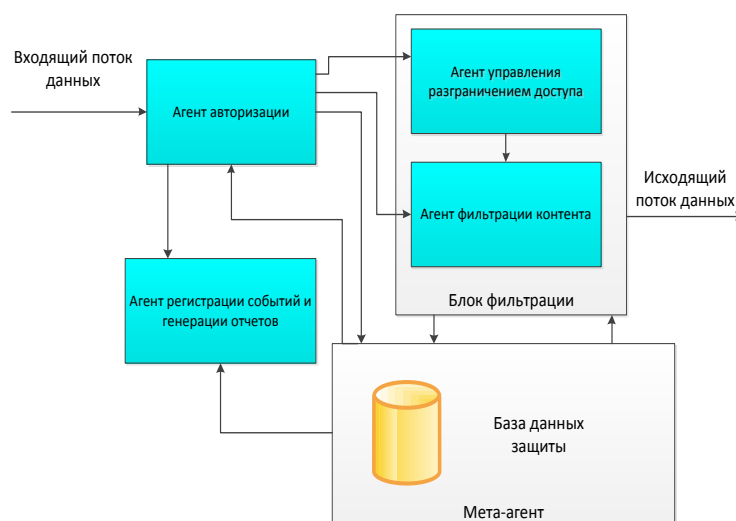 Входящий поток
данных
Агент авторизации
Агент управления
разграничением доступа
Агент фильтрации контента
Исходящий
поток данных
Блок фильтрации
Агент регистрации событий и
генерации отчетов
База данных
защиты
Мета-агент